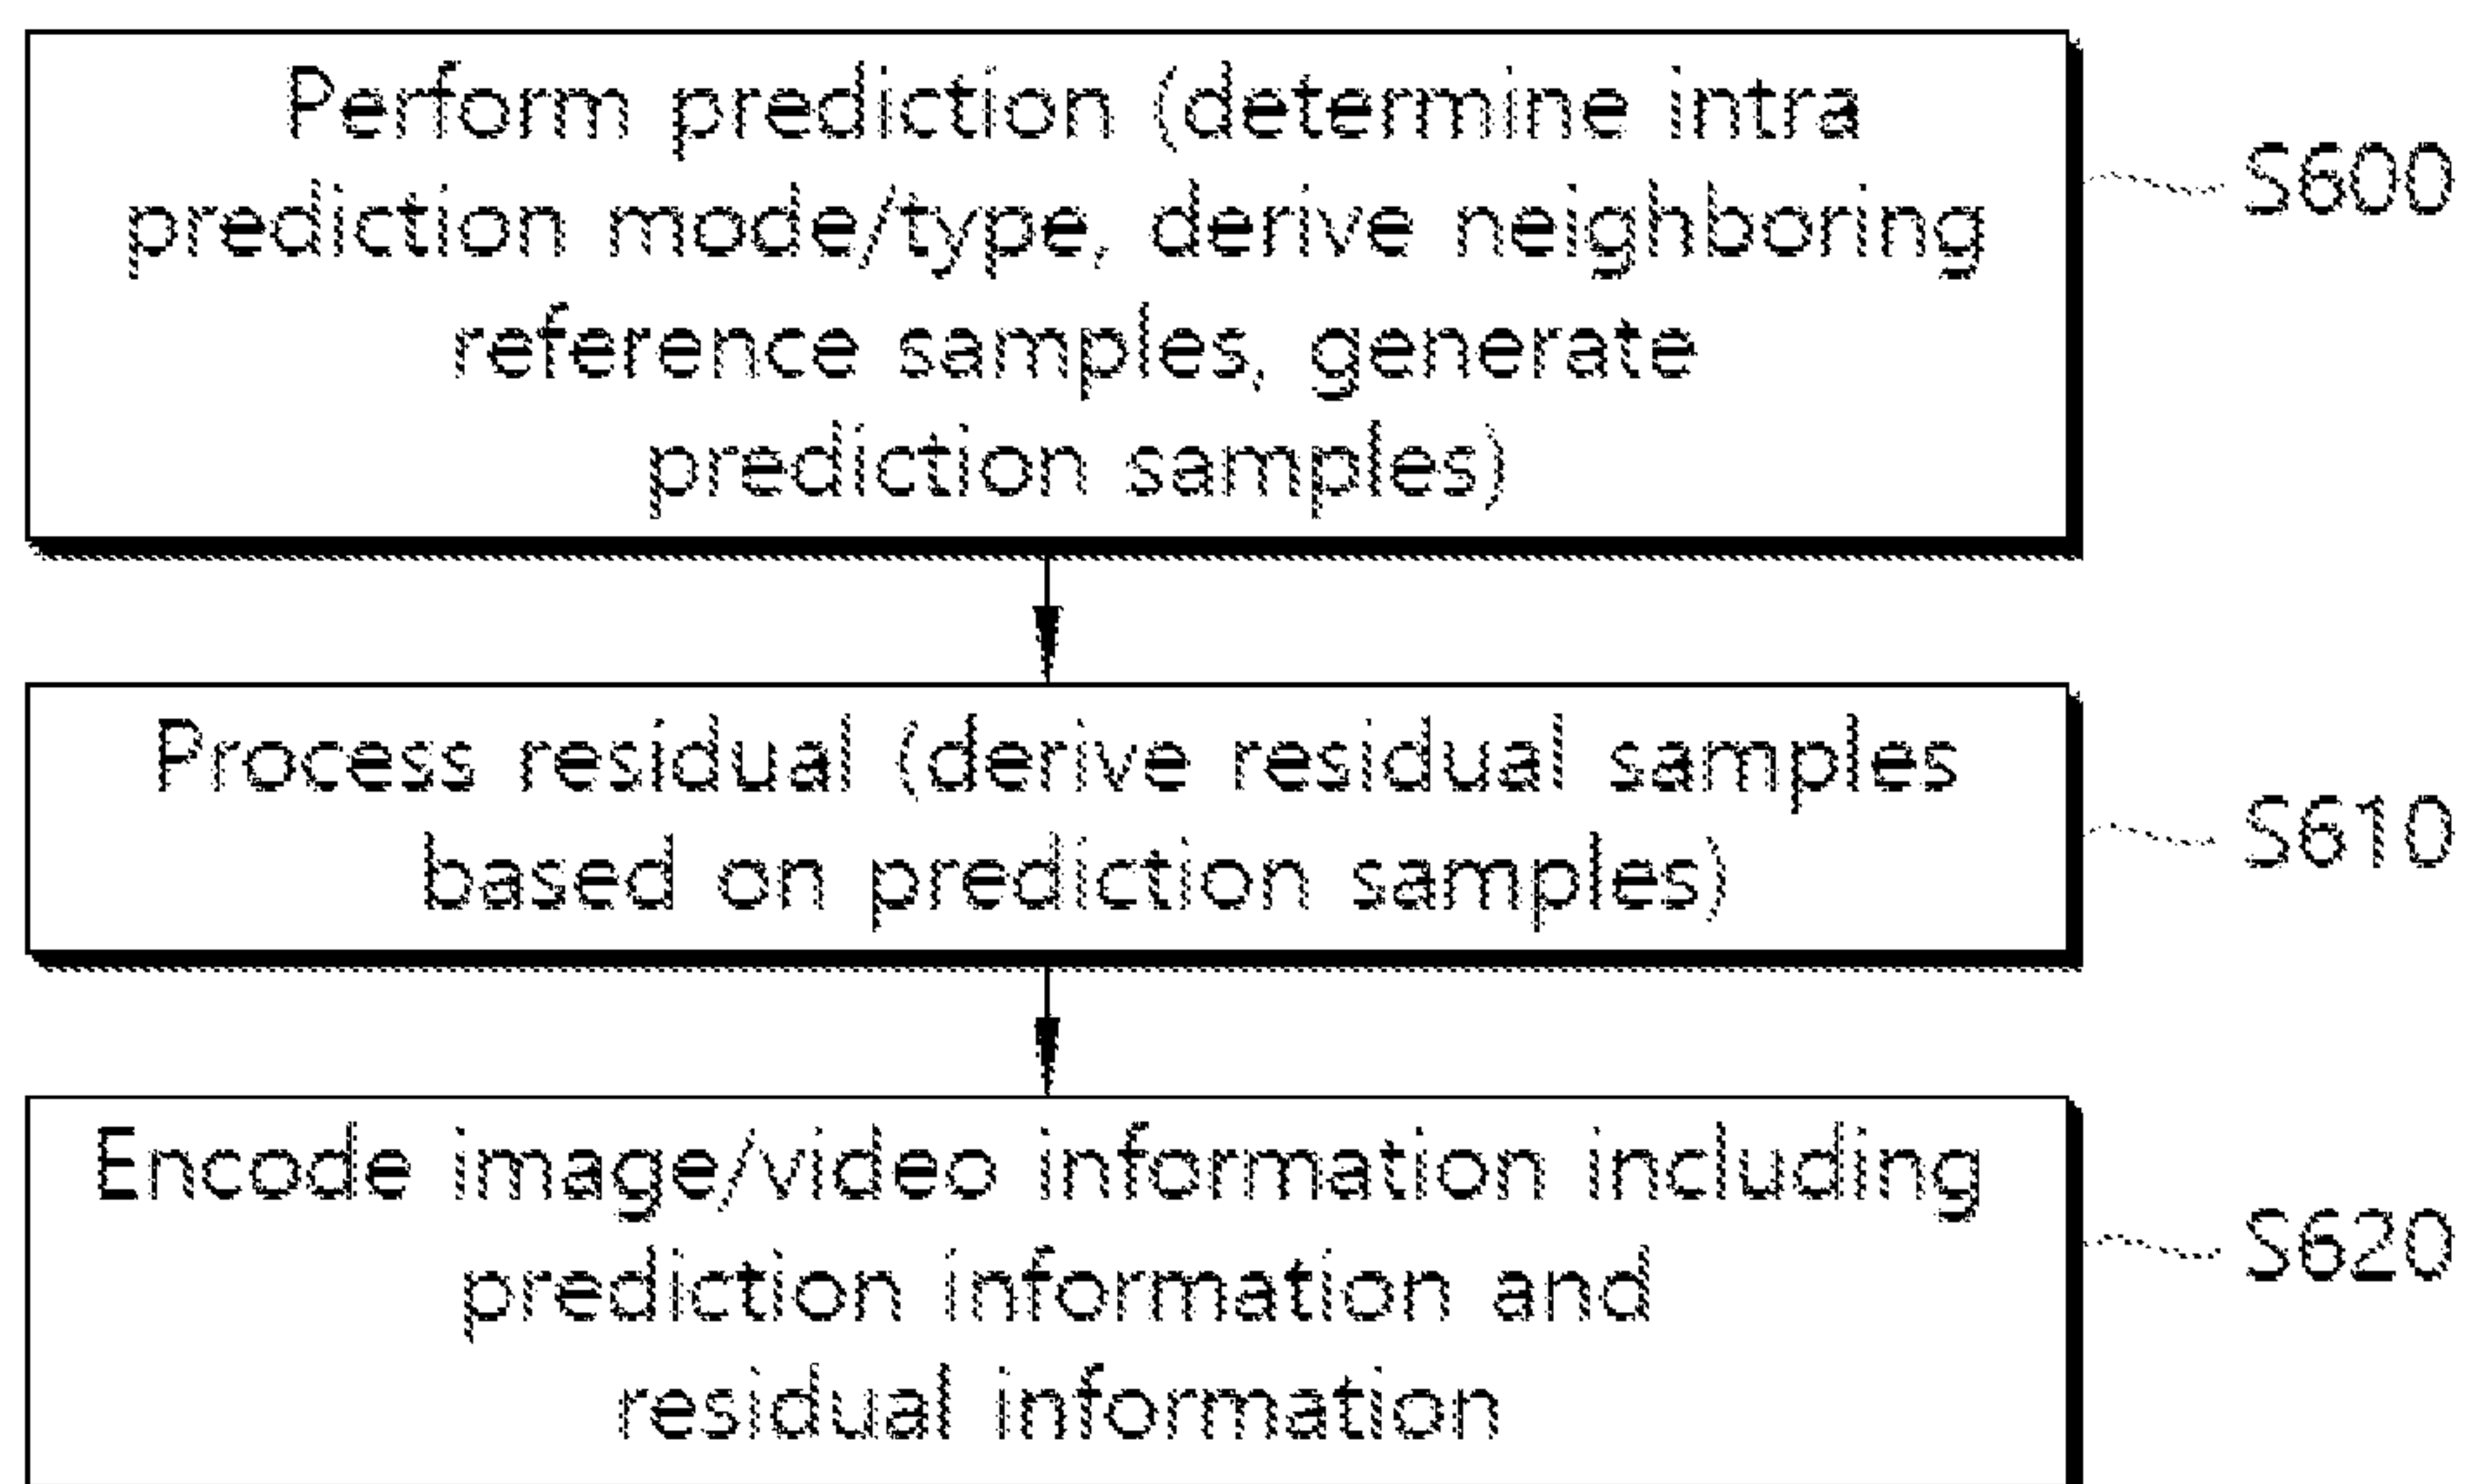 Perform prediction (determine intra
prediction mode/type, derive neighboring
reference samples, generate
prediction samples)
S600
Process residual (derive residual samples
based on prediction samples)
S610
Encode image/video information including
prediction information and
residual information
S620